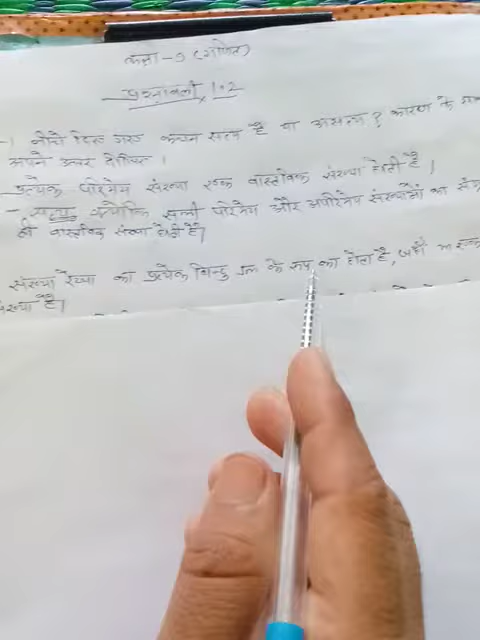 कक्षा - 9 (गणित)
प्रश्नावली 1.2
1 नीचे दिए गए कथन सत्य है या असत्य? कारण के
अपने उत्तर दीजिए।
प्रत्येक परिमेय संख्या एक वास्तविक संख्या होती है।
- सत्य क्योंकि सभी परिमेय और अपरिमेय संख्याओं का
ही वास्तविक संख्या होती है।
संख्या रेखा का प्रत्येक बिन्दु √m के रूप का होता है, जहाँ m एक
संख्या है।